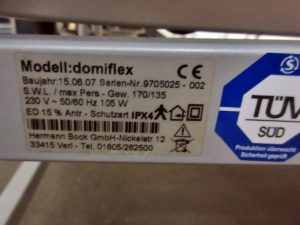 Modell:domiflex
Baujahr:15.06.07 Serien-Nr. 9705025 - 002
S.W.L. / max Pers.- Gew. 170/135
230 V ~ 50/60 Hz 105 W
ED 15 % Antr.- Schutzart IPX4
Hermann Bock GmbH-Nickelstr.12
33415 Verl - Tel. 01805/262500
CE
TÜV
SÜD
Produktion überwacht
Sicherheit geprüft